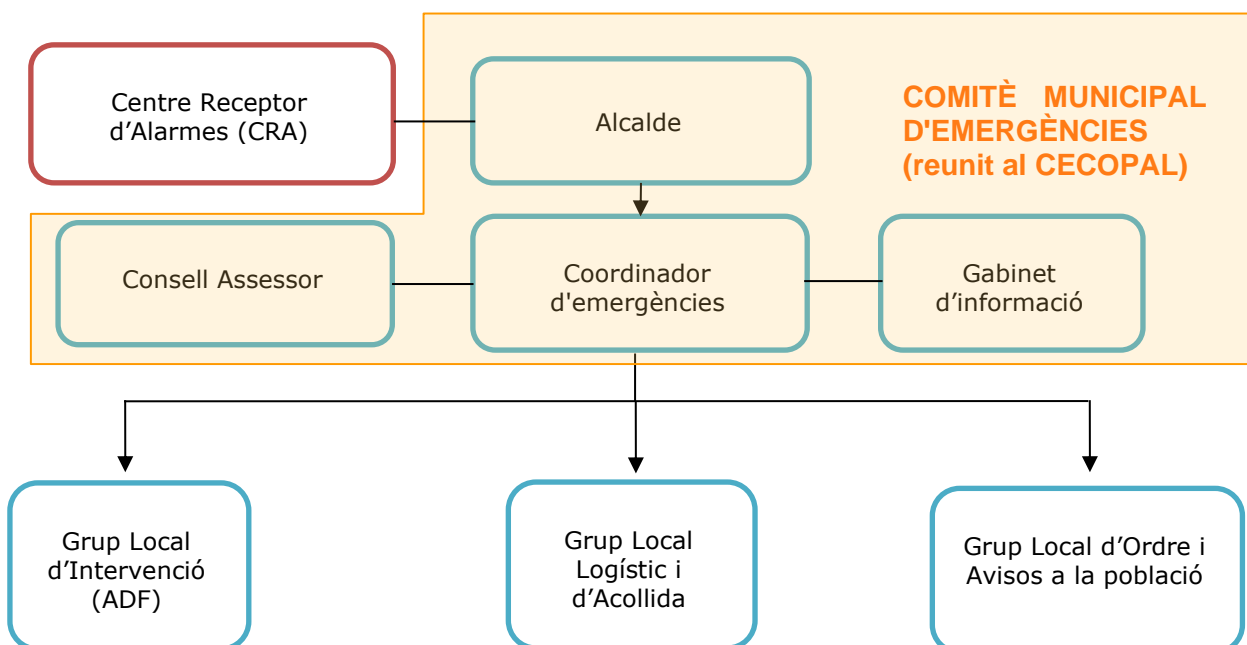 Centre Receptor
d'Alarmes (CRA)
Alcalde
COMITÈ MUNICIPAL
D'EMERGÈNCIES
(reunit al CECOPAL)
Consell Assessor
Coordinador
d'emergències
Gabinet
d'informació
Grup Local
d'Intervenció
(ADF)
Grup Local
Logístic i
d'Acollida
Grup Local d'Ordre i
Avisos a la població